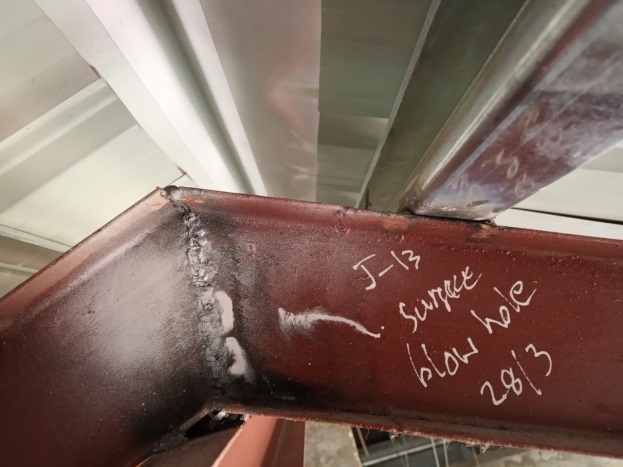 J-13
Surface
blow hole
28/3